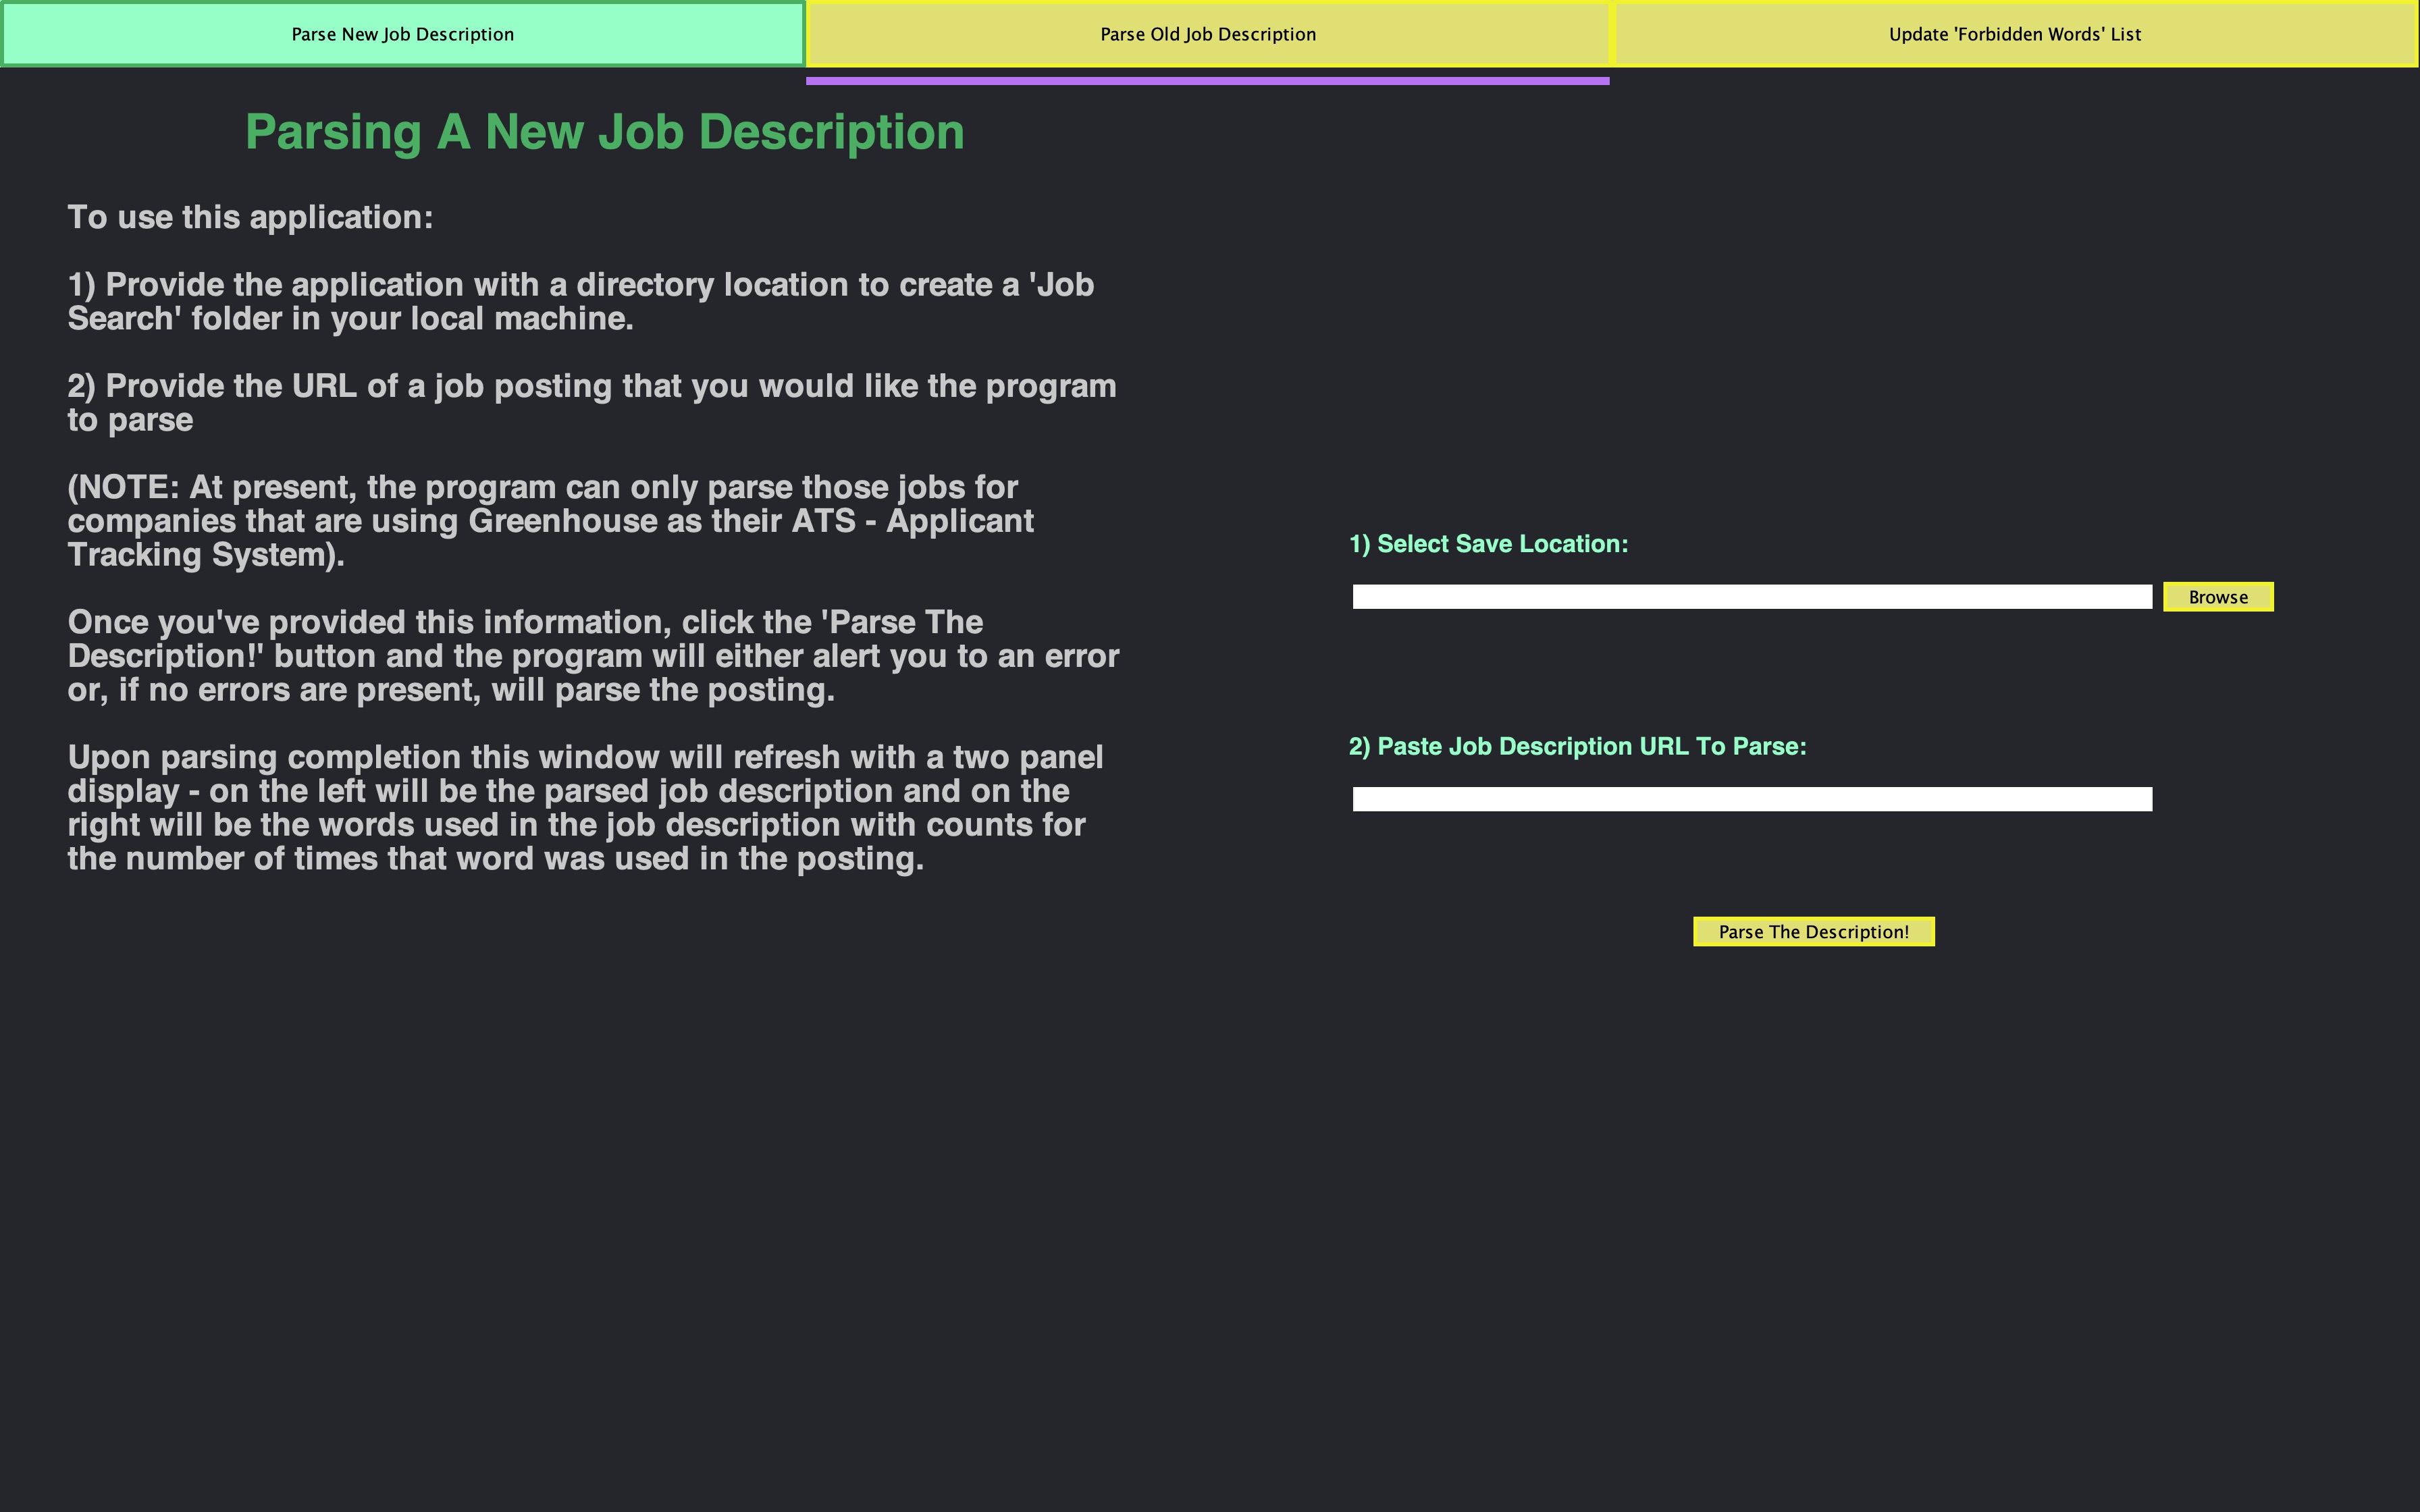 Parse New Job Description
Parse Old Job Description
Update 'Forbidden Words' List
Parsing A New Job Description
To use this application:
1) Provide the application with a directory location to create a 'Job
Search' folder in your local machine.
2) Provide the URL of a job posting that you would like the program
to parse
(NOTE: At present, the program can only parse those jobs for
companies that are using Greenhouse as their ATS - Applicant
Tracking System).
Once you've provided this information, click the 'Parse The
Description!' button and the program will either alert you to an error
or, if no errors are present, will parse the posting.
Upon parsing completion this window will refresh with a two panel
display - on the left will be the parsed job description and on the
right will be the words used in the job description with counts for
the number of times that word was used in the posting.
1) Select Save Location:
Browse
2) Paste Job Description URL To Parse:
Parse The Description!